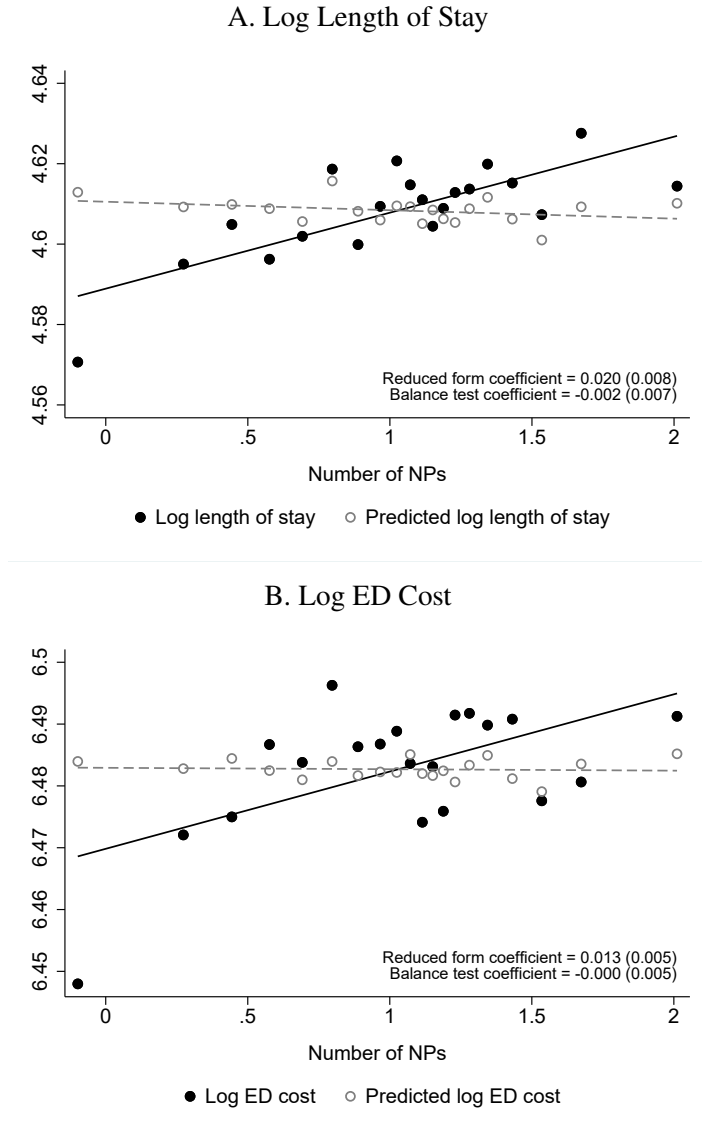 A. Log Length of Stay
4.64
4.62
4.6
4.58
4.56
Reduced form coefficient = 0.020 (0.008)
Balance test coefficient = -0.002 (0.007)
0 .5 1 1.5 2
Number of NPs
Log length of stay Predicted log length of stay
B. Log ED Cost
6.5
6.49
6.48
6.47
6.46
6.45
Reduced form coefficient = 0.013 (0.005)
Balance test coefficient = -0.000 (0.005)
0 .5 1 1.5 2
Number of NPs
Log ED cost Predicted log ED cost